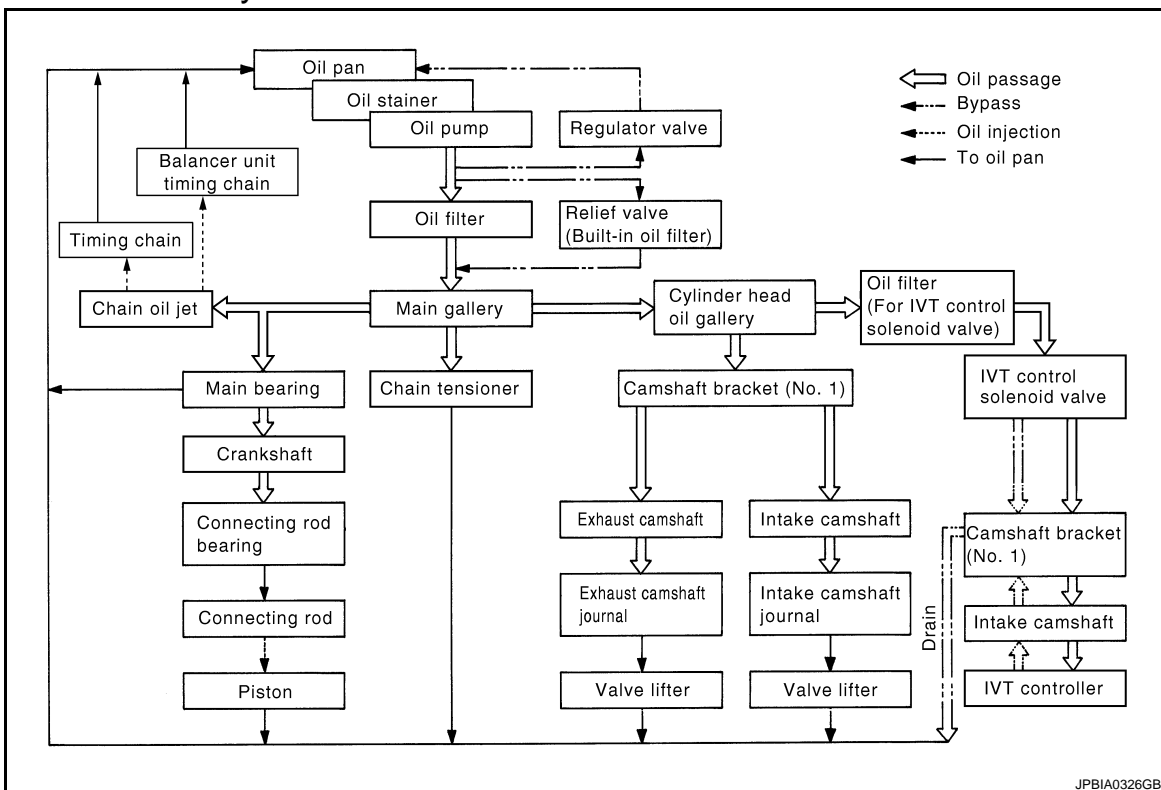 Oil pan
Oil stainer
Oil pump
Regulator valve
Oil passage
Bypass
Oil injection
To oil pan
Balancer unit
timing chain
Oil filter
Relief valve
(Built-in oil filter)
Timing chain
Chain oil jet
Main gallery
Cylinder head
oil gallery
Oil filter
(For IVT control
solenoid valve)
Main bearing
Chain tensioner
Camshaft bracket (No. 1)
IVT control
solenoid valve
Crankshaft
Connecting rod
bearing
Exhaust camshaft
Intake camshaft
Camshaft bracket
(No. 1)
Connecting rod
Exhaust camshaft
journal
Intake camshaft
journal
Drain
Intake camshaft
Piston
Valve lifter
Valve lifter
IVT controller
JPBIA0326GB